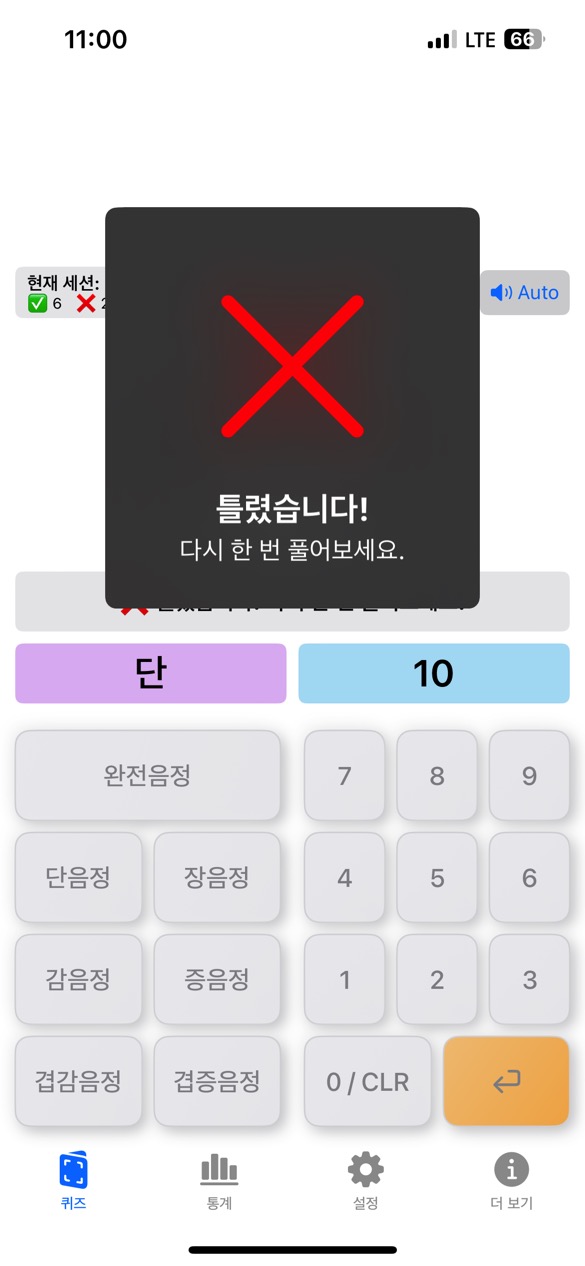 11:00 LTE 66
현재 세션:
✅ 6 ❌ 2
Auto
틀렸습니다!
다시 한 번 풀어보세요.
단 10
완전음정 7 8 9
단음정 장음정 4 5 6
감음정 증음정 1 2 3
겹감음정 겹증음정 0 / CLR
퀴즈 통계 설정 더 보기